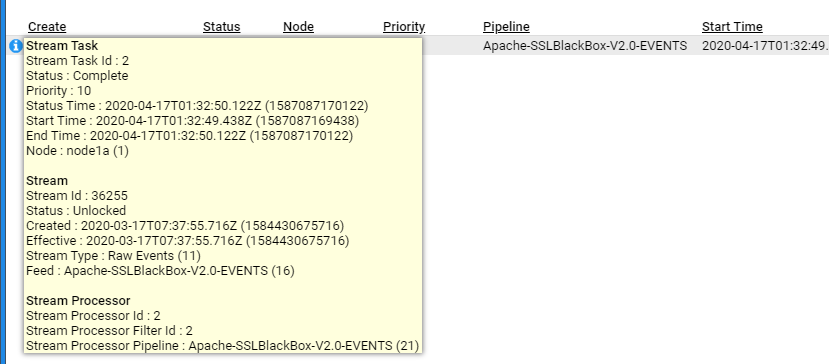 Create Status Node Priority Pipeline Start Time
Apache-SSLBlackBox-V2.0-EVENTS 2020-04-17T01:32:49.
Stream Task
Stream Task Id : 2
Status : Complete
Priority : 10
Status Time : 2020-04-17T01:32:50.122Z (1587087170122)
Start Time : 2020-04-17T01:32:49.438Z (1587087169438)
End Time : 2020-04-17T01:32:50.122Z (1587087170122)
Node : node1a (1)
Stream
Stream Id : 36255
Status : Unlocked
Created : 2020-03-17T07:37:55.716Z (1584430675716)
Effective : 2020-03-17T07:37:55.716Z (1584430675716)
Stream Type : Raw Events (11)
Feed : Apache-SSLBlackBox-V2.0-EVENTS (16)
Stream Processor
Stream Processor Id : 2
Stream Processor Filter Id : 2
Stream Processor Pipeline : Apache-SSLBlackBox-V2.0-EVENTS (21)